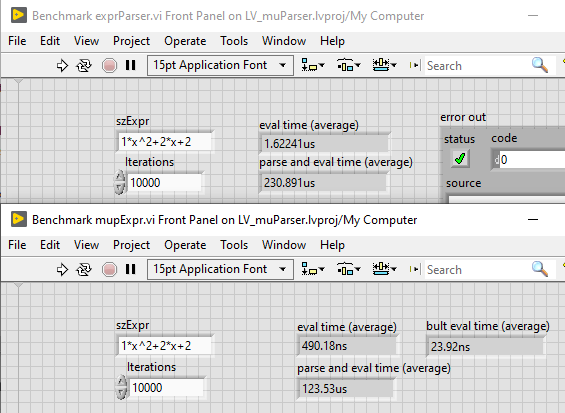 Benchmark exprParser.vi Front Panel on LV_muParser.lvproj/My Computer
File Edit View Project Operate Tools Window Help
15pt Application Font Search
szExpr
1*x^2+2*x+2
Iterations
10000
eval time (average)
1.62241us
parse and eval time (average)
230.891us
error out
status code
0
source
Benchmark mupExpr.vi Front Panel on LV_muParser.lvproj/My Computer
File Edit View Project Operate Tools Window Help
15pt Application Font Search
szExpr
1*x^2+2*x+2
Iterations
10000
eval time (average)
490.18ns
bult eval time (average)
23.92ns
parse and eval time (average)
123.53us